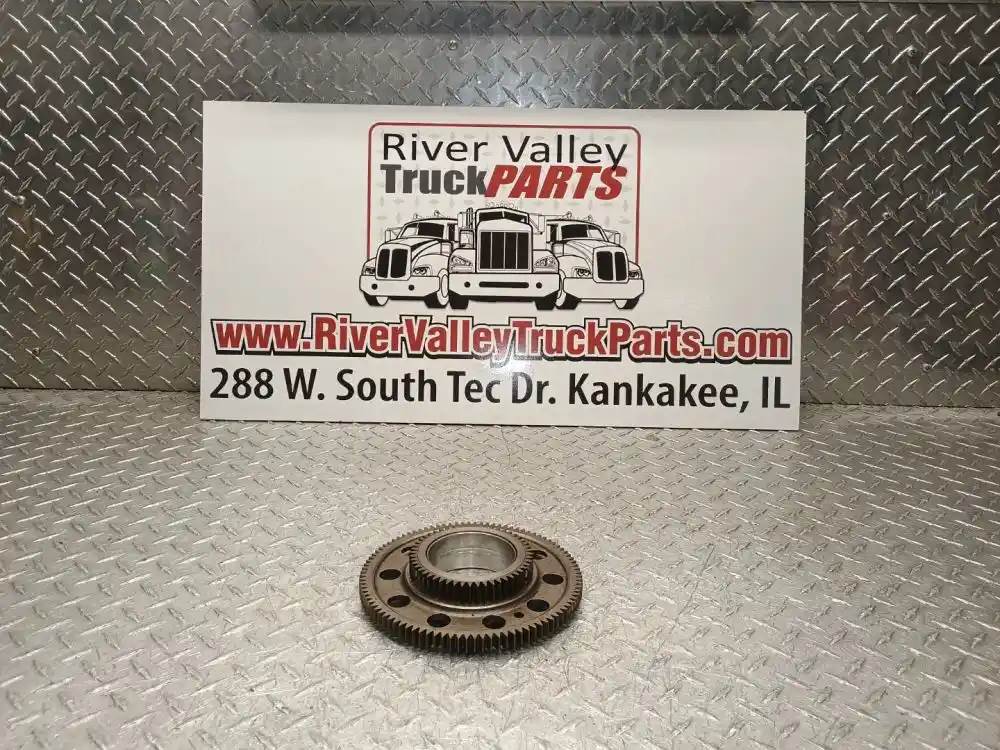 River Valley
TruckPARTS
www.RiverValleyTruckParts.com
288 W. South Tec Dr. Kankakee, IL